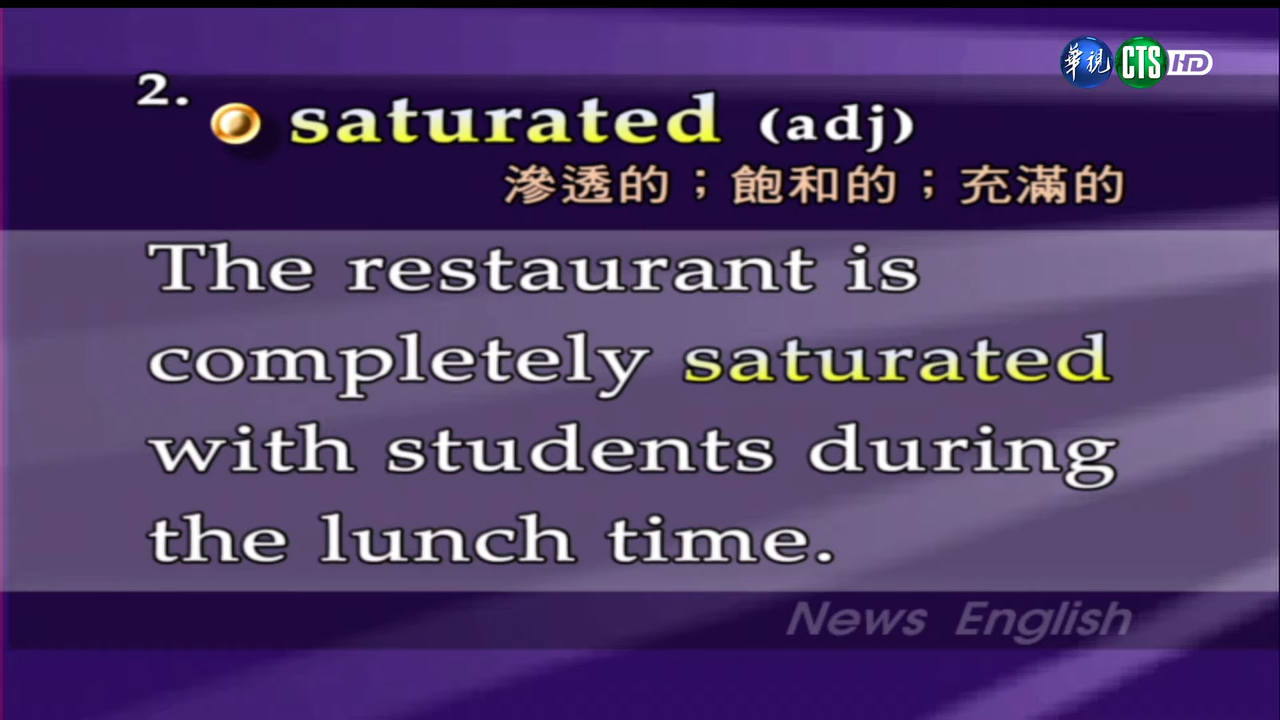 華視 CTS HD
2.
saturated (adj)
滲透的；飽和的；充滿的
The restaurant is
completely saturated
with students during
the lunch time.
News English